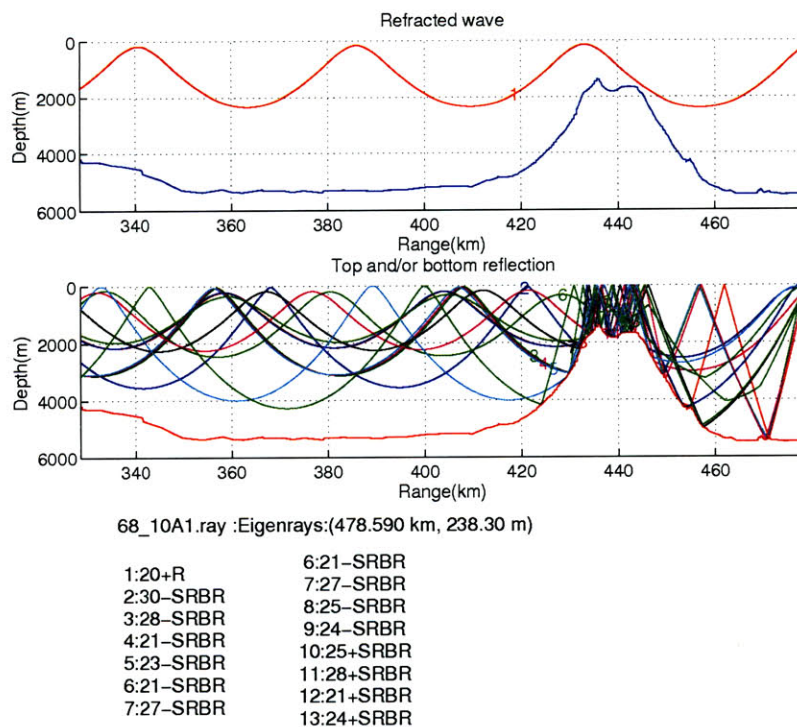 Refracted wave
0
2000
4000
6000
Depth(m)
1
340 360 380 400 420 440 460
Range(km)
Top and/or bottom reflection
0
2000
4000
6000
Depth(m)
2 6
340 360 380 400 420 440 460
Range(km)
68_10A1.ray :Eigenrays:(478.590 km, 238.30 m)
1:20+R
2:30−SRBR
3:28−SRBR
4:21−SRBR
5:23−SRBR
6:21−SRBR
7:27−SRBR
6:21−SRBR
7:27−SRBR
8:25−SRBR
9:24−SRBR
10:25+SRBR
11:28+SRBR
12:21+SRBR
13:24+SRBR